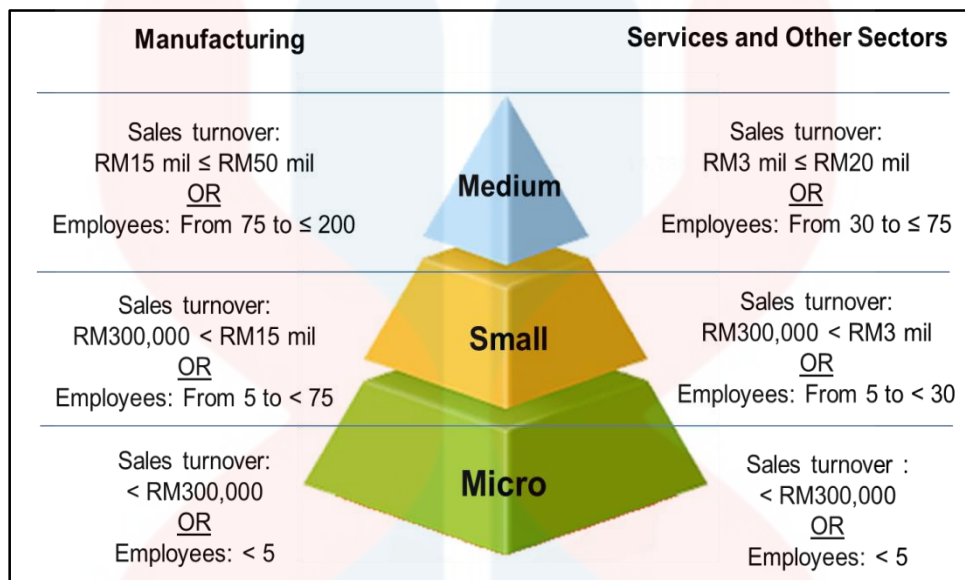 Manufacturing
Services and Other Sectors
Sales turnover:
RM15 mil ≤ RM50 mil
OR
Employees: From 75 to ≤ 200
Medium
Sales turnover:
RM3 mil ≤ RM20 mil
OR
Employees: From 30 to ≤ 75
Sales turnover:
RM300,000 < RM15 mil
OR
Employees: From 5 to < 75
Small
Sales turnover:
RM300,000 < RM3 mil
OR
Employees: From 5 to < 30
Sales turnover:
< RM300,000
OR
Employees: < 5
Micro
Sales turnover :
< RM300,000
OR
Employees: < 5